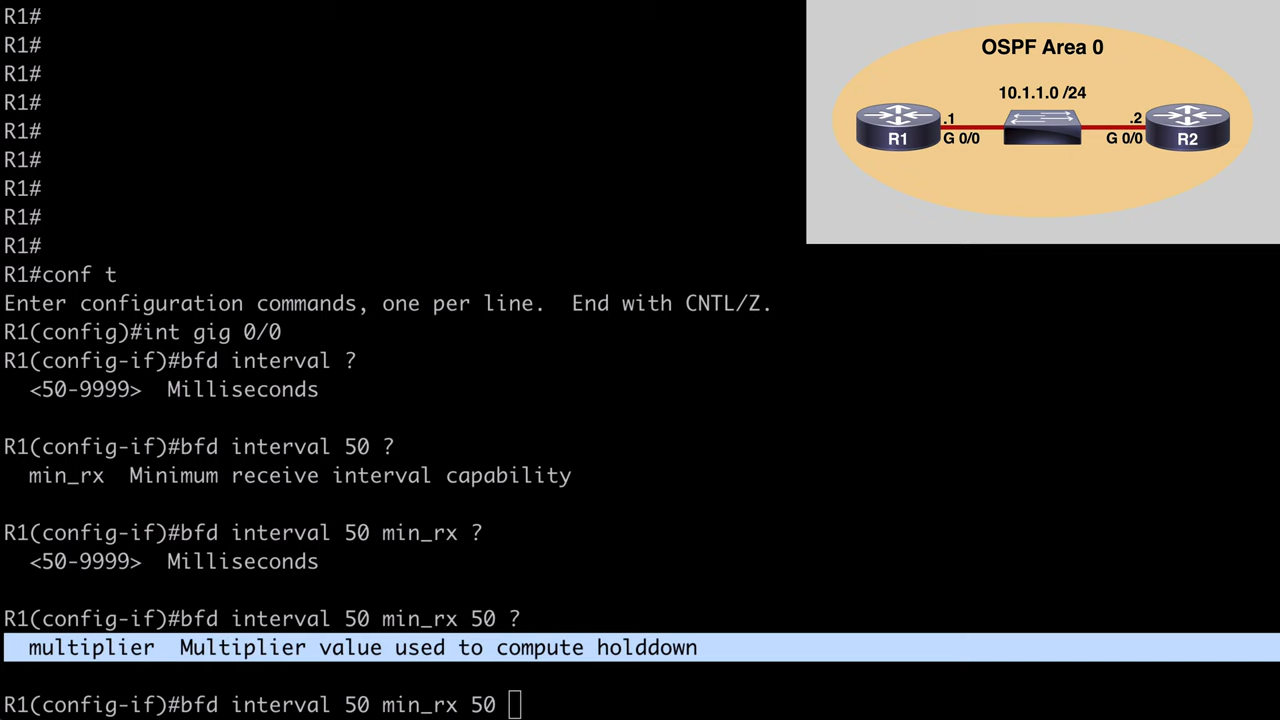 R1#
R1#
R1#
R1#
R1#
R1#
R1#
R1#
R1#
R1#conf t
Enter configuration commands, one per line.  End with CNTL/Z.
R1(config)#int gig 0/0
R1(config-if)#bfd interval ?
  <50-9999>  Milliseconds
R1(config-if)#bfd interval 50 ?
  min_rx  Minimum receive interval capability
R1(config-if)#bfd interval 50 min_rx ?
  <50-9999>  Milliseconds
R1(config-if)#bfd interval 50 min_rx 50 ?
  multiplier  Multiplier value used to compute holddown
R1(config-if)#bfd interval 50 min_rx 50
OSPF Area 0
10.1.1.0 /24
.1
.2
R1
G 0/0
G 0/0
R2